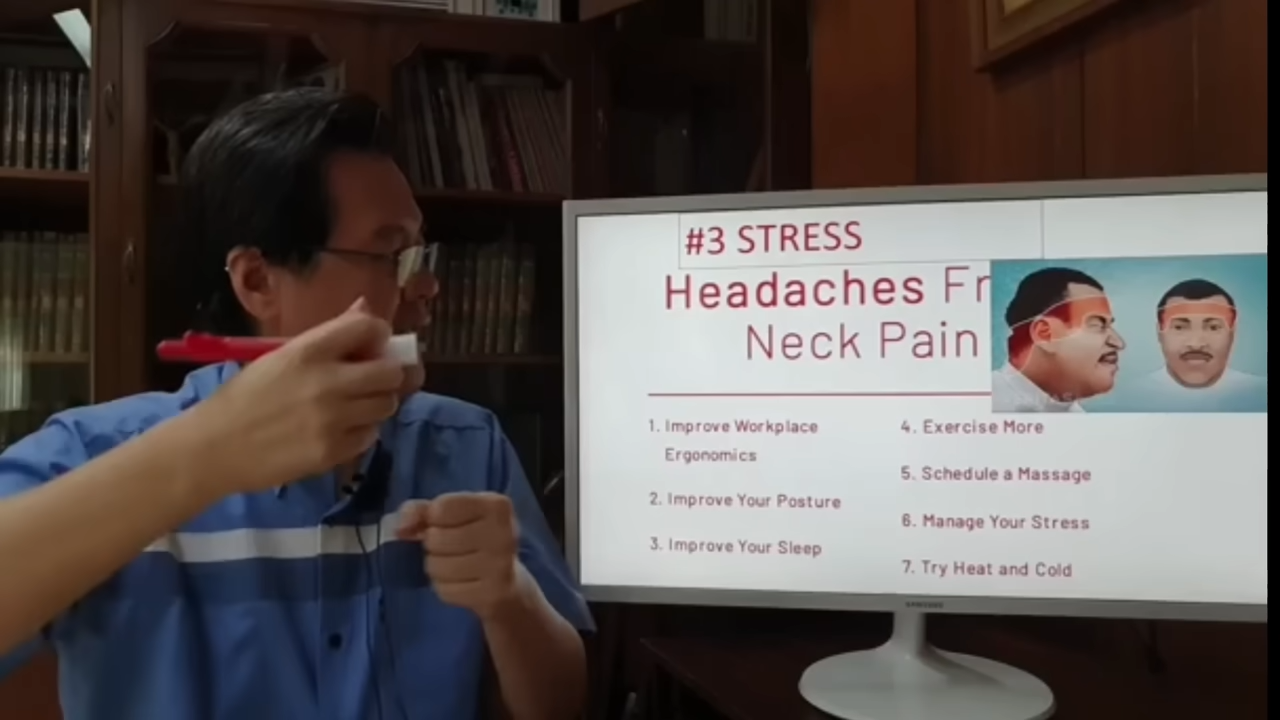 #3 STRESS
Headaches Fr
Neck Pain
1. Improve Workplace
Ergonomics
2. Improve Your Posture
3. Improve Your Sleep
4. Exercise More
5. Schedule a Massage
6. Manage Your Stress
7. Try Heat and Cold
SAMSUNG